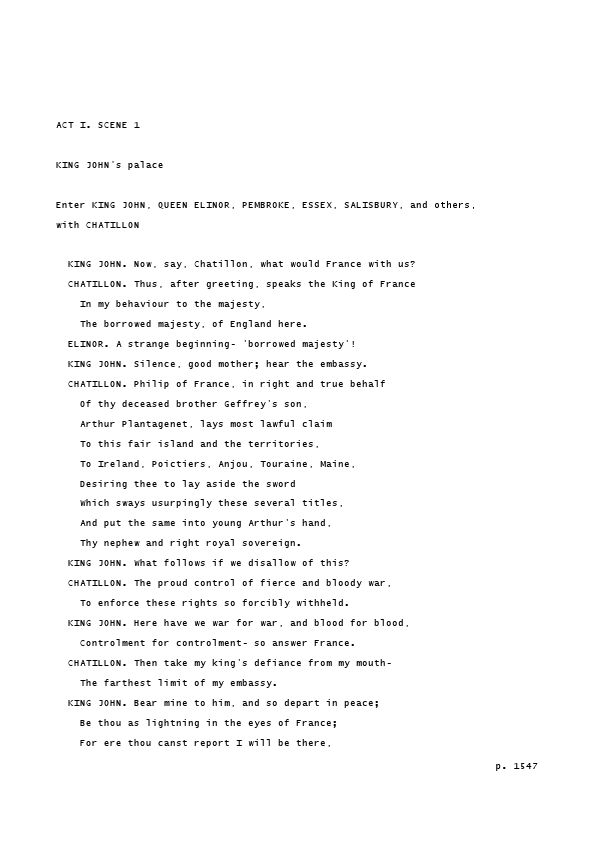 ACT I. SCENE 1
KING JOHN's palace
Enter KING JOHN, QUEEN ELINOR, PEMBROKE, ESSEX, SALISBURY, and others,
with CHATILLON
KING JOHN. Now, say, Chatillon, what would France with us?
CHATILLON. Thus, after greeting, speaks the King of France
In my behaviour to the majesty,
The borrowed majesty, of England here.
ELINOR. A strange beginning- 'borrowed majesty'!
KING JOHN. Silence, good mother; hear the embassy.
CHATILLON. Philip of France, in right and true behalf
Of thy deceased brother Geffrey's son,
Arthur Plantagenet, lays most lawful claim
To this fair island and the territories,
To Ireland, Poictiers, Anjou, Touraine, Maine,
Desiring thee to lay aside the sword
Which sways usurpingly these several titles,
And put the same into young Arthur's hand,
Thy nephew and right royal sovereign.
KING JOHN. What follows if we disallow of this?
CHATILLON. The proud control of fierce and bloody war,
To enforce these rights so forcibly withheld.
KING JOHN. Here have we war for war, and blood for blood,
Controlment for controlment- so answer France.
CHATILLON. Then take my king's defiance from my mouth-
The farthest limit of my embassy.
KING JOHN. Bear mine to him, and so depart in peace;
Be thou as lightning in the eyes of France;
For ere thou canst report I will be there,
p. 1547